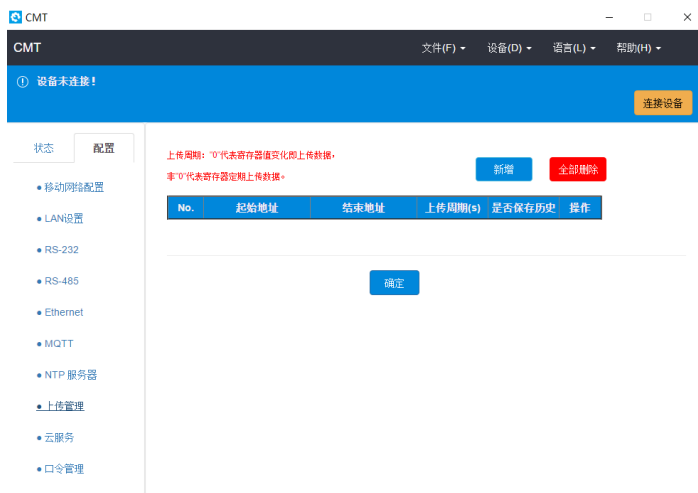 CMT
CMT 文件(F) 设备(D) 语言(L) 帮助(H)
设备未连接!
连接设备
状态 配置
移动网络配置
LAN设置
RS-232
RS-485
Ethernet
MQTT
NTP 服务器
上传管理
云服务
口令管理
上传周期："0"代表寄存器值变化即上传数据，
非"0"代表寄存器定期上传数据。
新增 全部删除
No. 起始地址 结束地址 上传周期(s) 是否保存历史 操作
确定